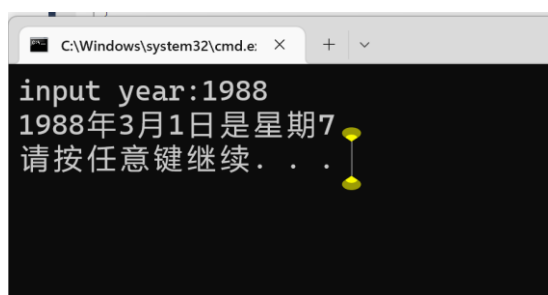 C:\Windows\system32\cmd.e:
input year:1988
1988年3月1日是星期7
请按任意键继续. . .